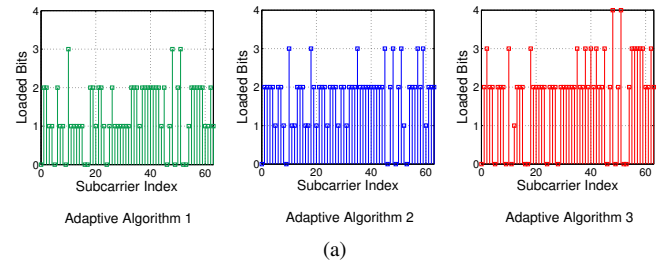 4
3
2
1
0
0 20 40 60
Loaded Bits
Subcarrier Index
Adaptive Algorithm 1
4
3
2
1
0
0 20 40 60
Loaded Bits
Subcarrier Index
Adaptive Algorithm 2
4
3
2
1
0
0 20 40 60
Loaded Bits
Subcarrier Index
Adaptive Algorithm 3
(a)